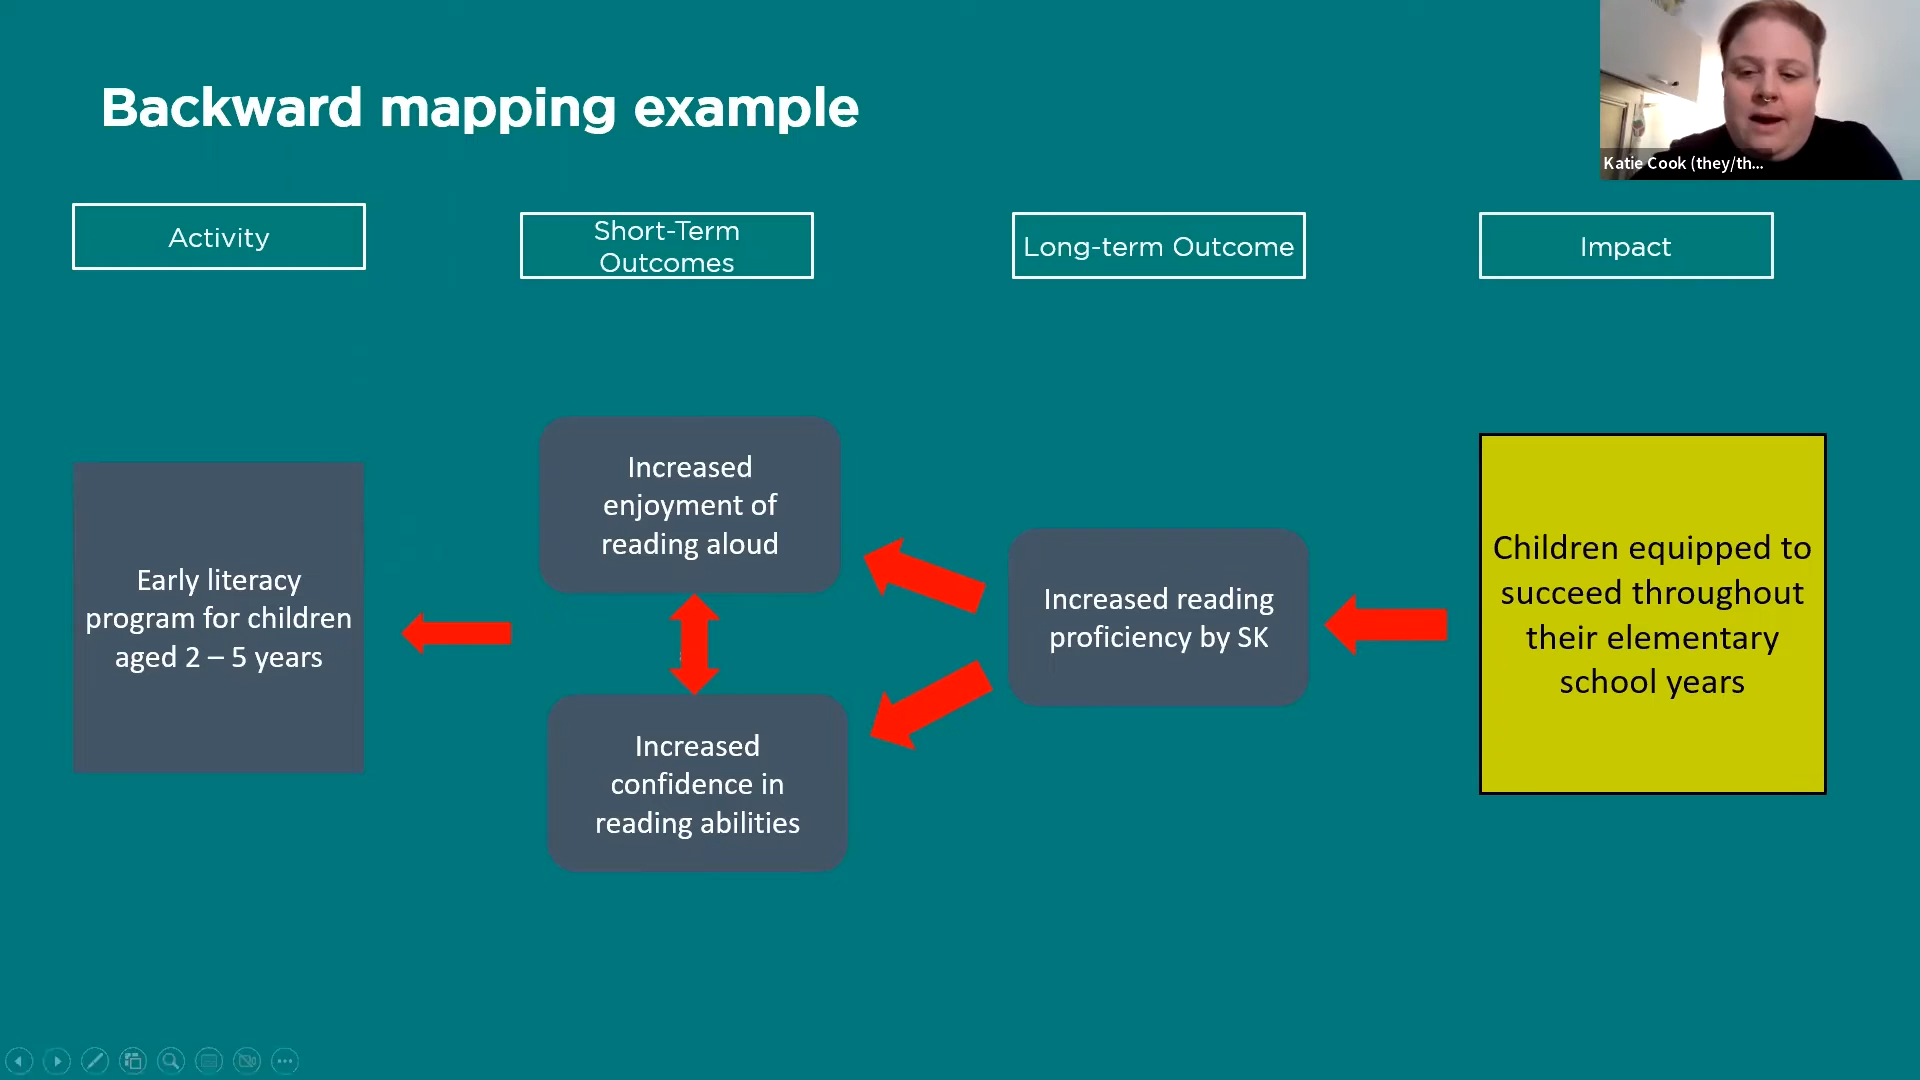 Backward mapping example
Katie Cook (they/th...
Activity
Short-Term
Outcomes
Long-term Outcome
Impact
Early literacy
program for children
aged 2 – 5 years
Increased
enjoyment of
reading aloud
Increased
confidence in
reading abilities
Increased reading
proficiency by SK
Children equipped to
succeed throughout
their elementary
school years